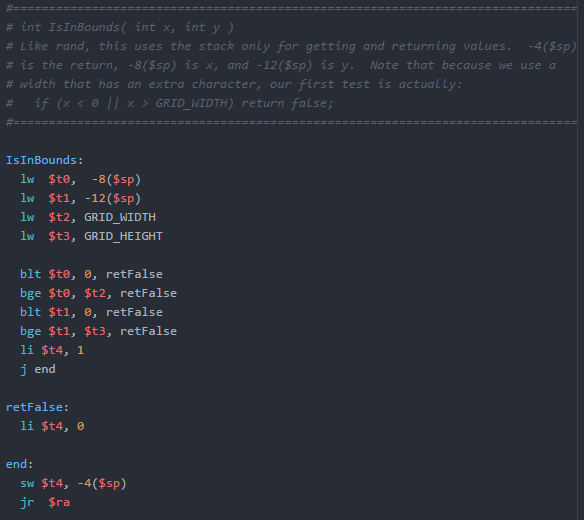 #===============================================================================
# int IsInBounds( int x, int y )
# Like rand, this uses the stack only for getting and returning values.  -4($sp)
# is the return, -8($sp) is x, and -12($sp) is y.  Note that because we use a
# width that has an extra character, our first test is actually:
#   if (x < 0 || x > GRID_WIDTH) return false;
#===============================================================================
IsInBounds:
  lw  $t0,  -8($sp)
  lw  $t1, -12($sp)
  lw  $t2, GRID_WIDTH
  lw  $t3, GRID_HEIGHT
  blt $t0, 0, retFalse
  bge $t0, $t2, retFalse
  blt $t1, 0, retFalse
  bge $t1, $t3, retFalse
  li $t4, 1
  j end
retFalse:
  li $t4, 0
end:
  sw $t4, -4($sp)
  jr  $ra